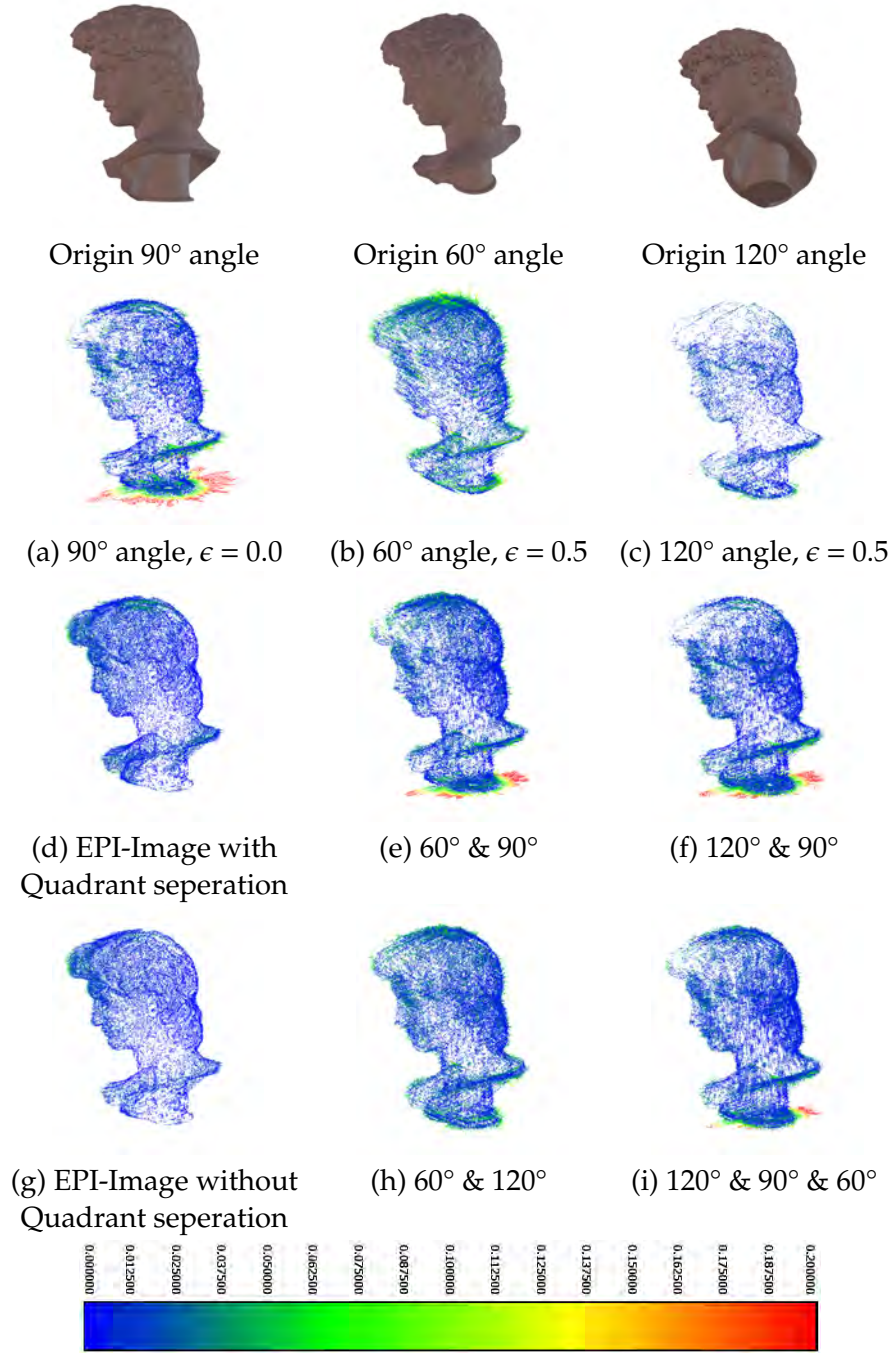 Origin 90° angle
Origin 60° angle
Origin 120° angle
(a) 90° angle, ϵ = 0.0
(b) 60° angle, ϵ = 0.5
(c) 120° angle, ϵ = 0.5
(d) EPI-Image with
Quadrant seperation
(e) 60° & 90°
(f) 120° & 90°
(g) EPI-Image without
Quadrant seperation
(h) 60° & 120°
(i) 120° & 90° & 60°
0.000000
0.012500
0.025000
0.037500
0.050000
0.062500
0.075000
0.087500
0.100000
0.112500
0.125000
0.137500
0.150000
0.162500
0.175000
0.187500
0.200000